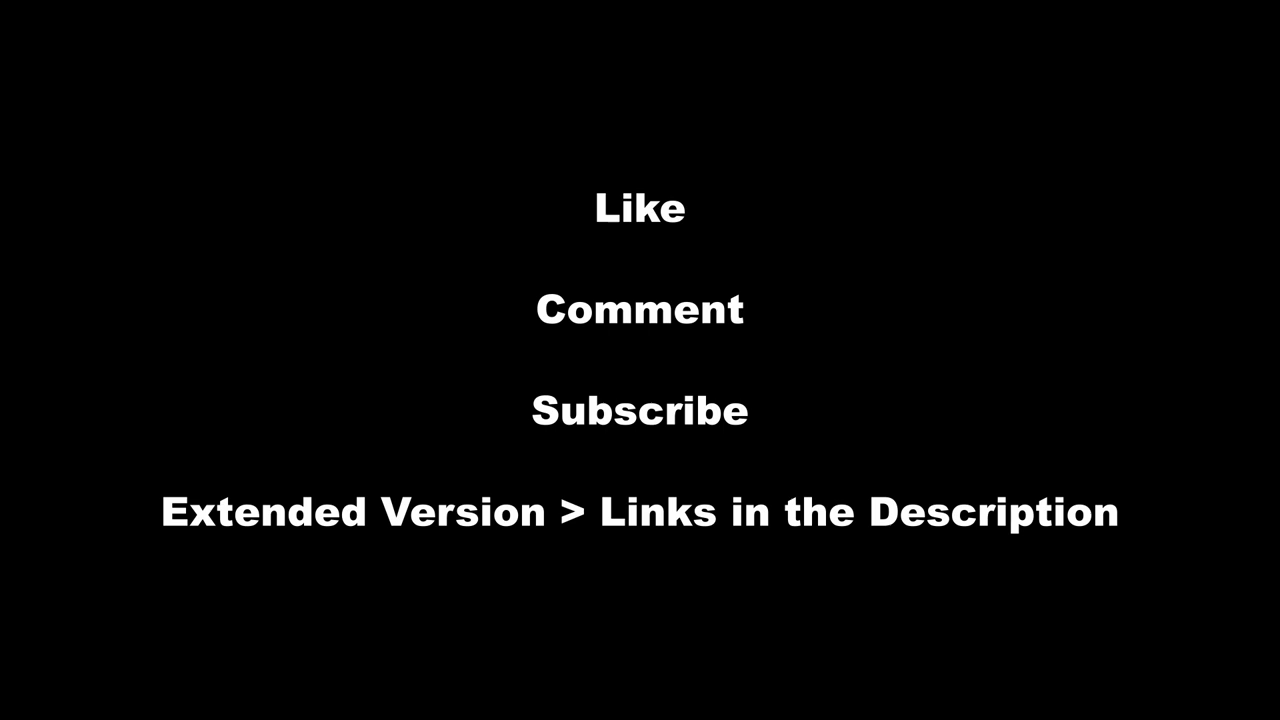 Like
Comment
Subscribe
Extended Version > Links in the Description